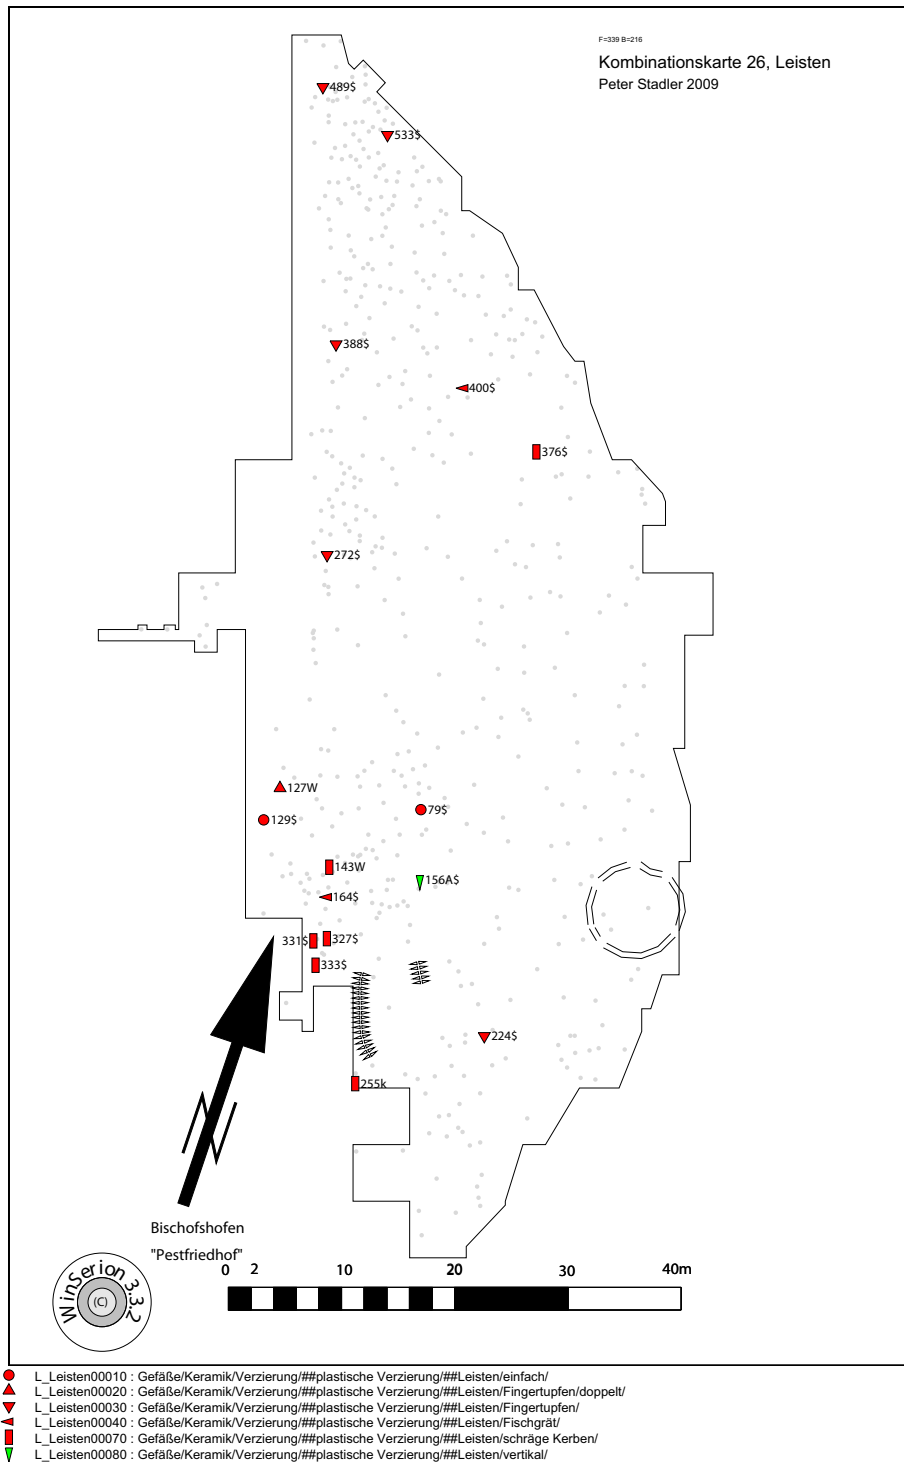 F=339 B=216
Kombinationskarte 26, Leisten
Peter Stadler 2009
489$
533$
388$
400$
376$
272$
127W
79$
129$
143W
156A$
164$
331$
327$
333$
224$
255k
Bischofshofen
"Pestfriedhof"
WinSerion 3.3.2
(C)
0 2 10 20 30 40m
L_Leisten00010 : Gefäße/Keramik/Verzierung/##plastische Verzierung/##Leisten/einfach/
L_Leisten00020 : Gefäße/Keramik/Verzierung/##plastische Verzierung/##Leisten/Fingertupfen/doppelt/
L_Leisten00030 : Gefäße/Keramik/Verzierung/##plastische Verzierung/##Leisten/Fingertupfen/
L_Leisten00040 : Gefäße/Keramik/Verzierung/##plastische Verzierung/##Leisten/Fischgrät/
L_Leisten00070 : Gefäße/Keramik/Verzierung/##plastische Verzierung/##Leisten/schräge Kerben/
L_Leisten00080 : Gefäße/Keramik/Verzierung/##plastische Verzierung/##Leisten/vertikal/